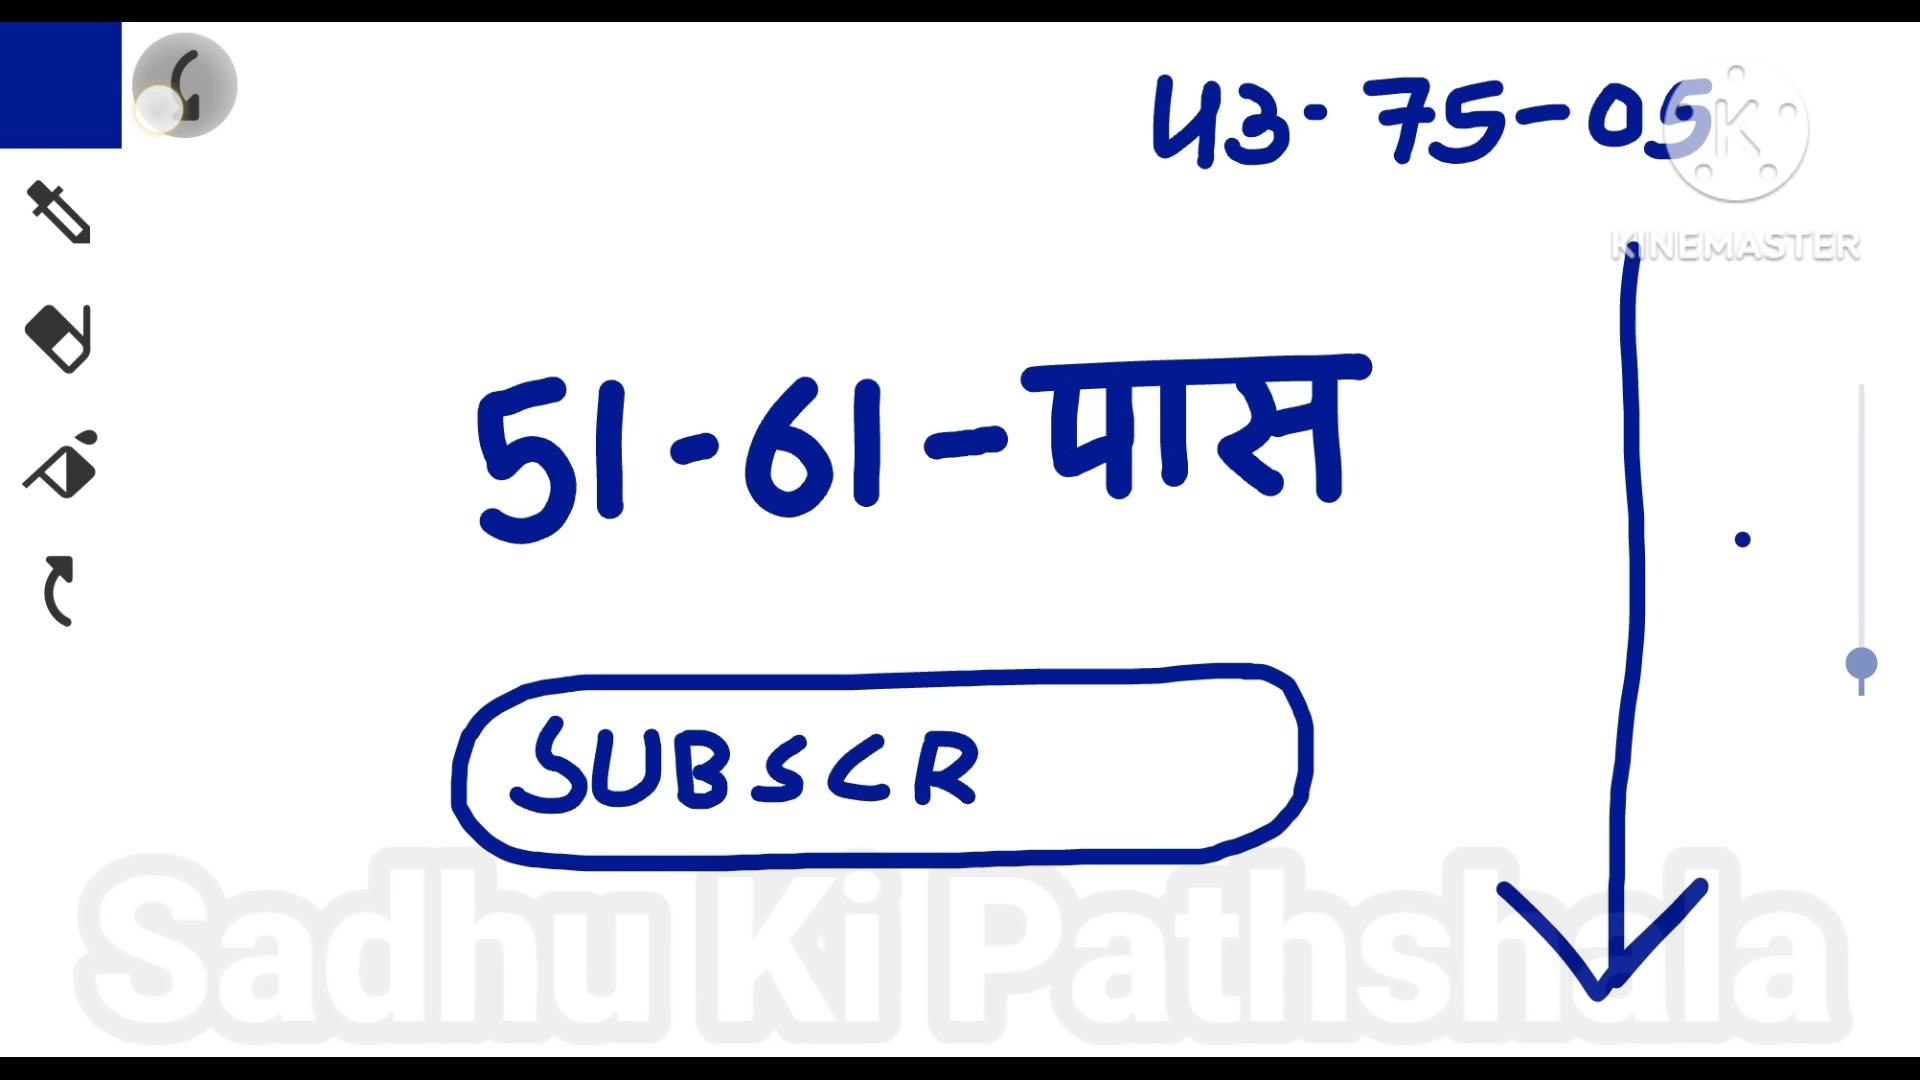 43-75-05
KINEMASTER
51-61-पास
SUBSCR
Sadhu Ki Pathshala